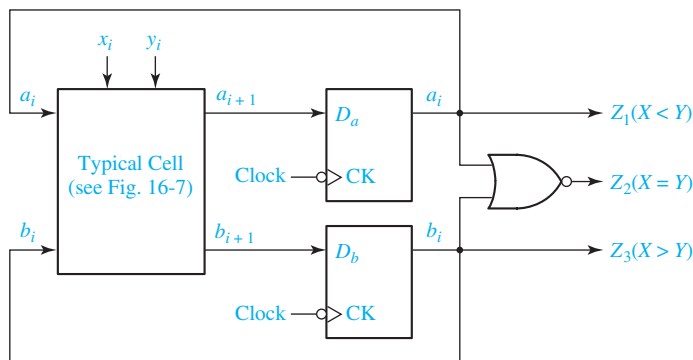 x_i y_i
a_i a_{i+1} D_a a_i Z_1(X < Y)
Typical Cell
(see Fig. 16-7)
Clock CK
Z_2(X = Y)
b_i b_{i+1} D_b b_i Z_3(X > Y)
Clock CK